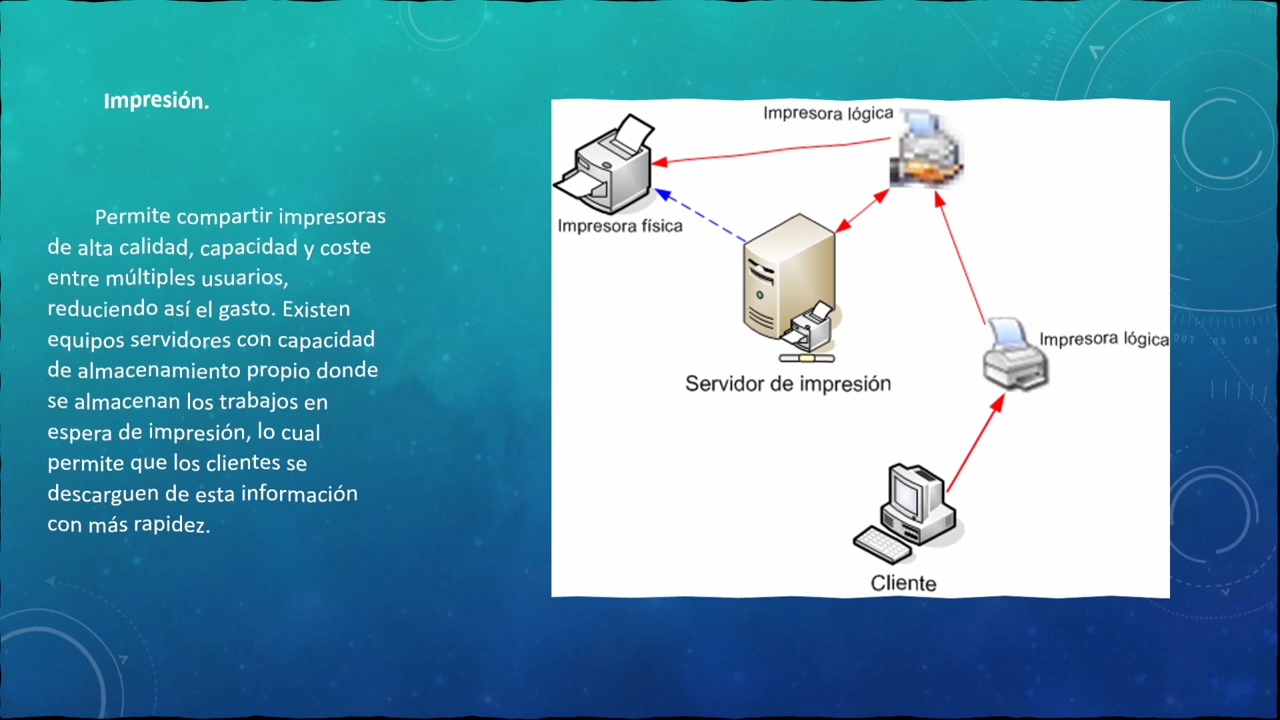 Impresión.
Permite compartir impresoras
de alta calidad, capacidad y coste
entre múltiples usuarios,
reduciendo así el gasto. Existen
equipos servidores con capacidad
de almacenamiento propio donde
se almacenan los trabajos en
espera de impresión, lo cual
permite que los clientes se
descarguen de esta información
con más rapidez.
Impresora lógica
Impresora física
Servidor de impresión
Impresora lógica
Cliente